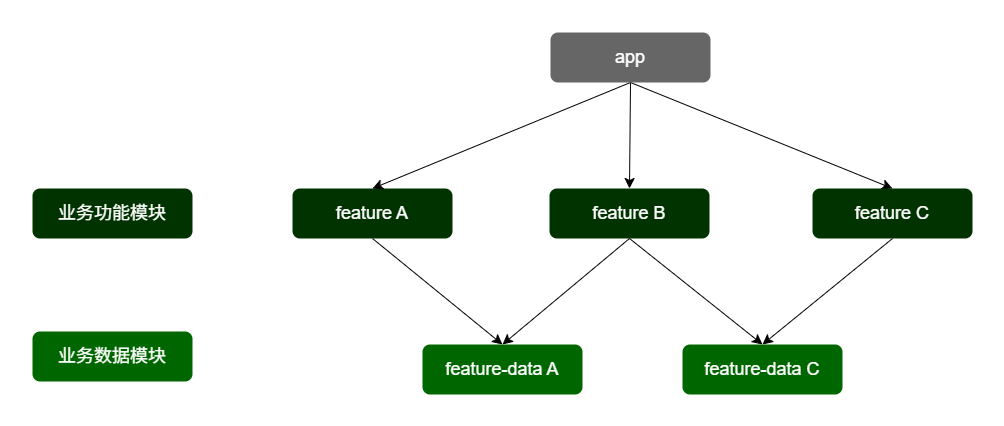 app
业务功能模块
feature A
feature B
feature C
业务数据模块
feature-data A
feature-data C